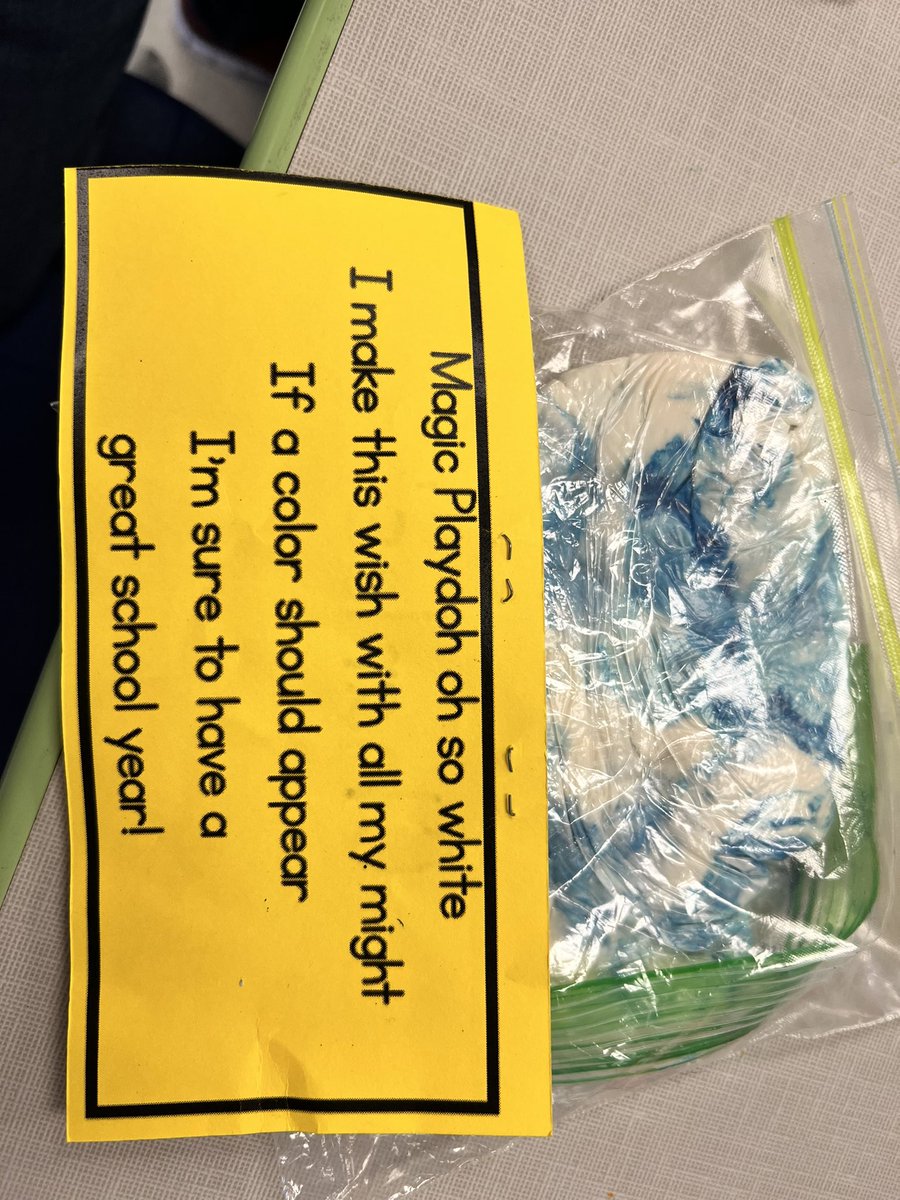 Magic Playdoh oh so white
I make this wish with all my might
If a color should appear
I'm sure to have a
great school year!